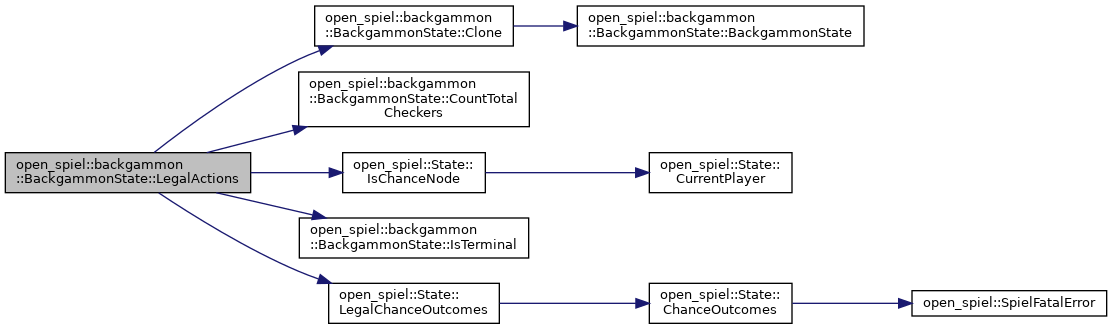 open_spiel::backgammon
::BackgammonState::LegalActions
open_spiel::backgammon
::BackgammonState::Clone
open_spiel::backgammon
::BackgammonState::BackgammonState
open_spiel::backgammon
::BackgammonState::CountTotal
Checkers
open_spiel::State::
IsChanceNode
open_spiel::State::
CurrentPlayer
open_spiel::backgammon
::BackgammonState::IsTerminal
open_spiel::State::
LegalChanceOutcomes
open_spiel::State::
ChanceOutcomes
open_spiel::SpielFatalError